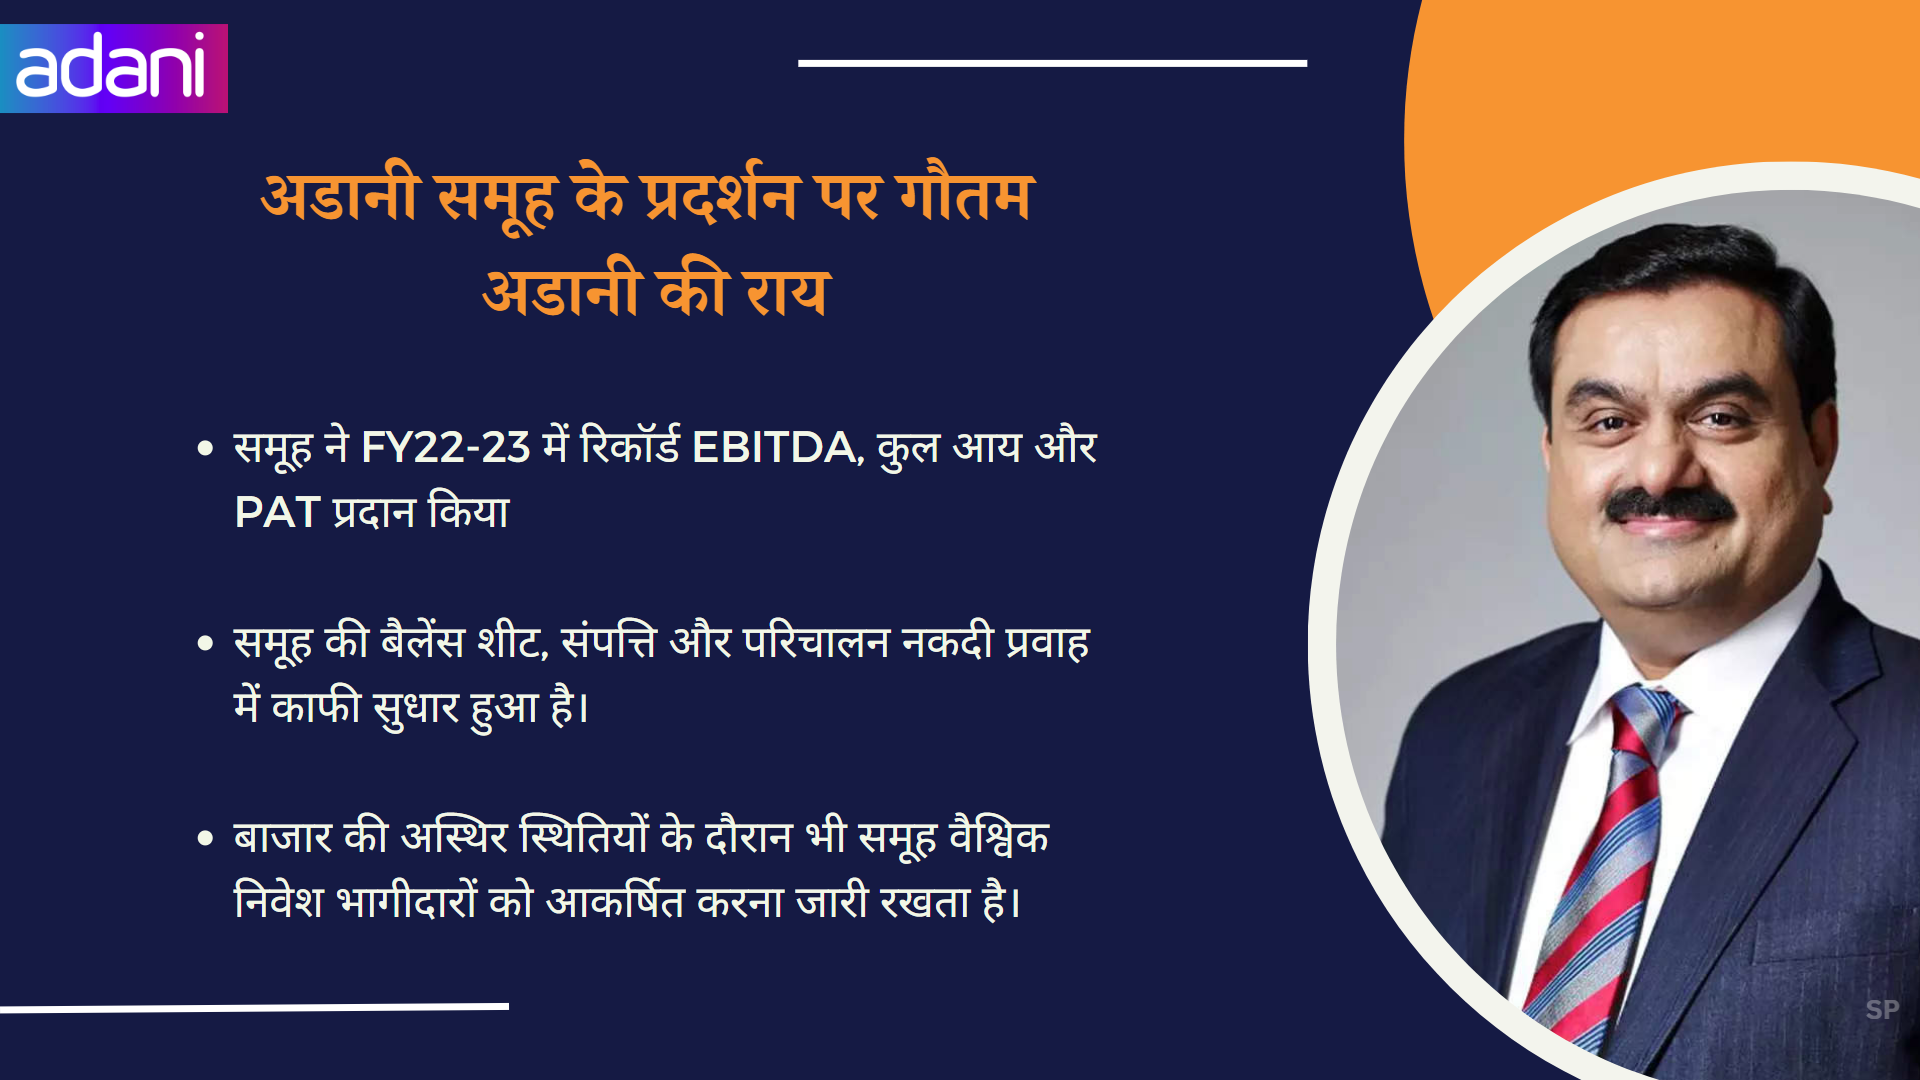 adani
अडानी समूह के प्रदर्शन पर गौतम
अडानी की राय
• समूह ने FY22-23 में रिकॉर्ड EBITDA, कुल आय और
PAT प्रदान किया
• समूह की बैलेंस शीट, संपत्ति और परिचालन नकदी प्रवाह
में काफी सुधार हुआ है।
• बाजार की अस्थिर स्थितियों के दौरान भी समूह वैश्विक
निवेश भागीदारों को आकर्षित करना जारी रखता है।
SP